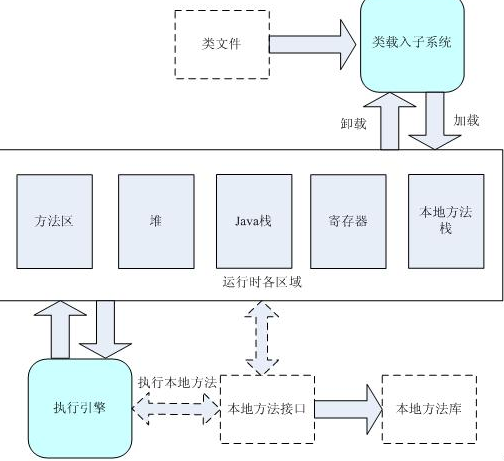 类文件
类载入子系统
卸载
加载
方法区
堆
Java栈
寄存器
本地方法
栈
运行时各区域
执行本地方法
执行引擎
本地方法接口
本地方法库